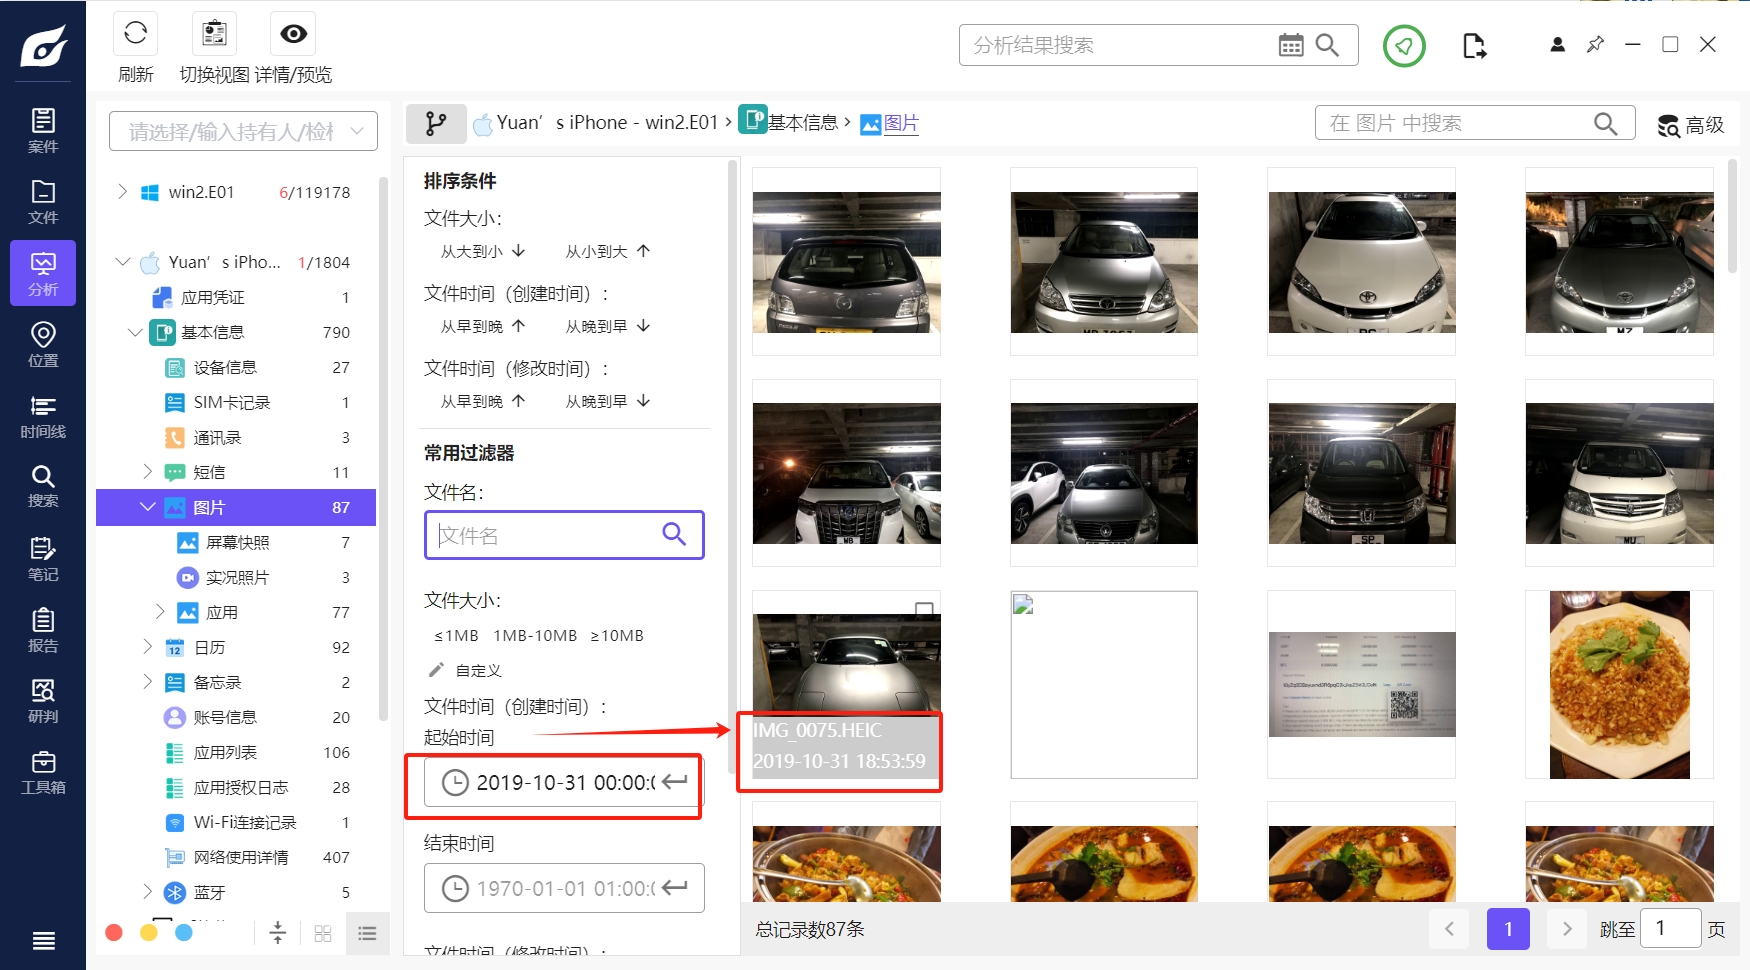 刷新
切换视图
详情/预览
分析结果搜索
案件
文件
分析
位置
时间线
搜索
笔记
报告
研判
工具箱
请选择/输入持有人/检材
win2.E01 6/119178
Yuan’s iPho... 1/1804
应用凭证 1
基本信息 790
设备信息 27
SIM卡记录 1
通讯录 3
短信 11
图片 87
屏幕快照 7
实况照片 3
应用 77
12 日历 92
备忘录 2
账号信息 20
应用列表 106
应用授权日志 28
Wi-Fi连接记录 1
网络使用详情 407
蓝牙 5
Yuan’s iPhone - win2.E01 > 基本信息 > 图片
在 图片 中搜索
高级
排序条件
文件大小:
从大到小 ↓ 从小到大 ↑
文件时间（创建时间）:
从早到晚 ↑ 从晚到早 ↓
文件时间（修改时间）:
从早到晚 ↑ 从晚到早 ↓
常用过滤器
文件名:
文件名
文件大小:
≤1MB 1MB-10MB ≥10MB
自定义
文件时间（创建时间）:
起始时间
2019-10-31 00:00:0
结束时间
1970-01-01 01:00:0
文件时间（修改时间）:
MZ
WB
SP
MU
IMG_0075.HEIC
2019-10-31 18:53:59
总记录数87条
< 1 > 跳至 1 页